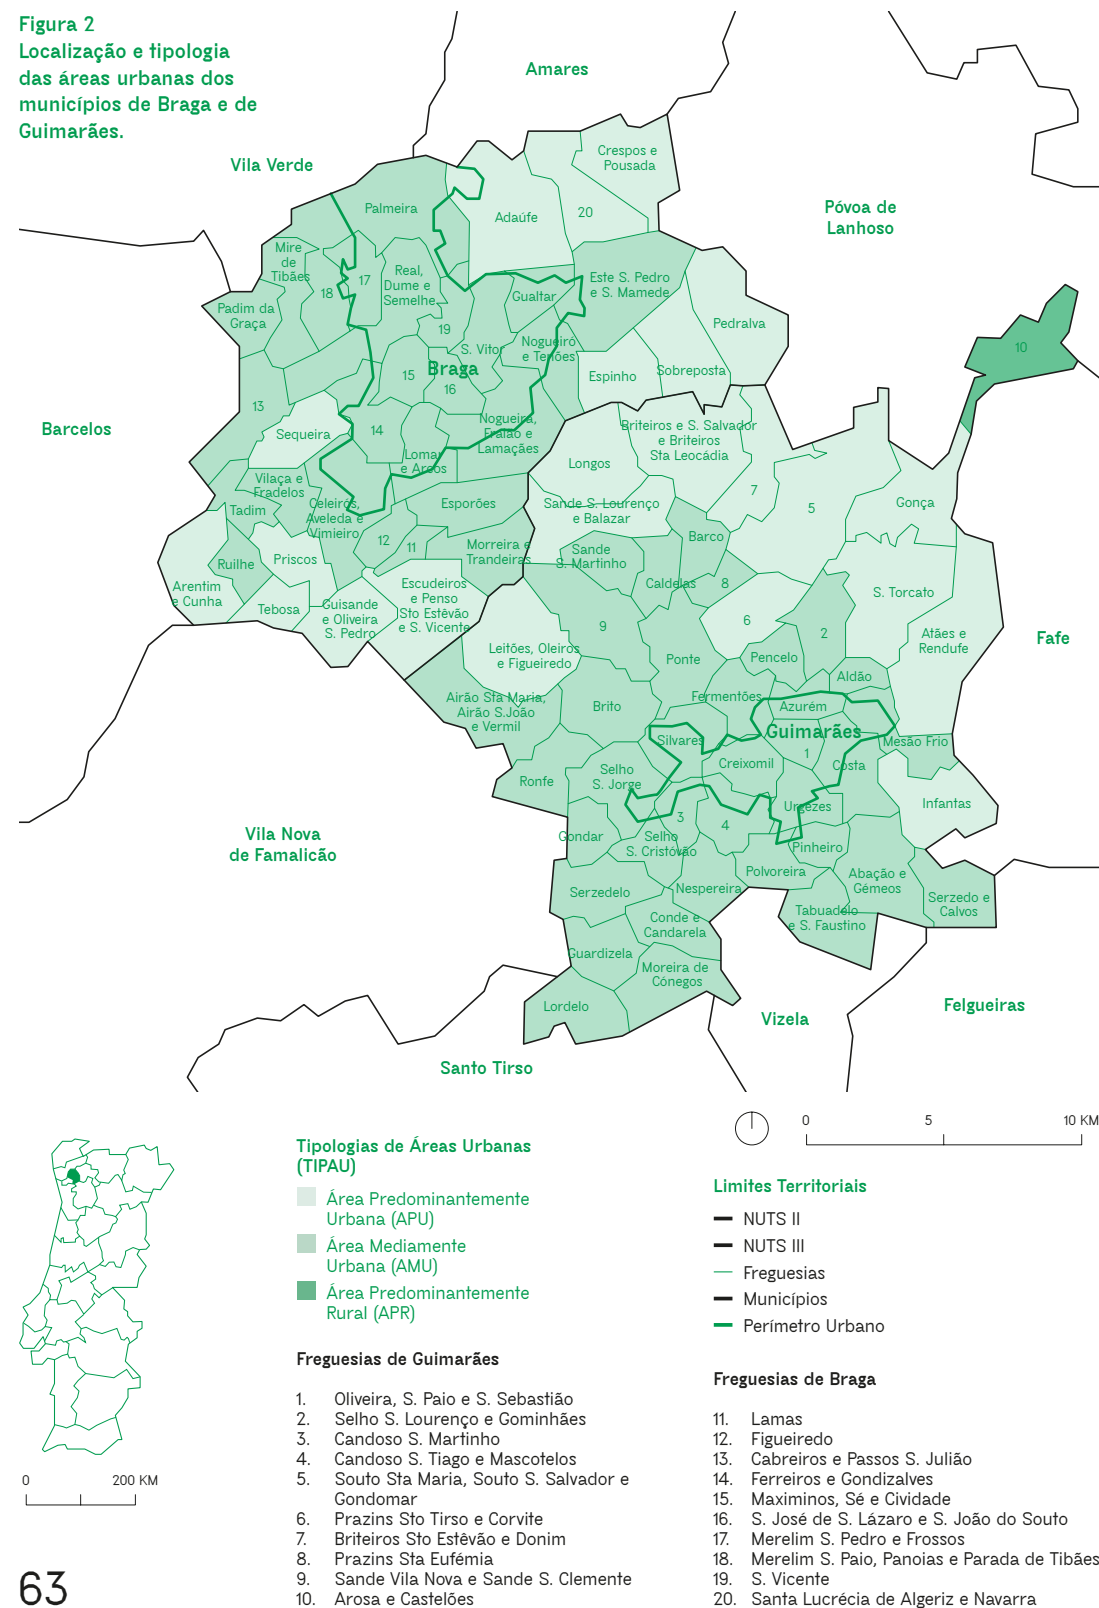 Figura 2
Localização e tipologia
das áreas urbanas dos
municípios de Braga e de
Guimarães.
Amares
Vila Verde
Póvoa de
Lanhoso
Barcelos
Fafe
Vila Nova
de Famalicão
Santo Tirso
Vizela
Felgueiras
Crespos e
Pousada
Palmeira
Adaúfe
20
Mire
de
Tibães
18
17
Real,
Dume e
Semelhe
Este S. Pedro
e S. Mamede
Gualtar
Padim da
Graça
19
S. Vitor
Nogueiró
e Tenões
Pedralva
Braga
15
16
Espinho
Sobreposta
10
13
Sequeira
14
Nogueira,
Fraião e
Lamaçães
Lomar
e Arcos
Briteiros e S. Salvador
e Briteiros
Sta Leocádia
Longos
Vilaça e
Fradelos
Tadim
Celeirós,
Aveleda e
Vimieiro
Esporões
Sande S. Lourenço
e Balazar
7
5
Gonça
12
11
Morreira e
Trandeiras
Sande
S. Martinho
Barco
Ruilhe
Priscos
Arentim
e Cunha
Tebosa
Guisande
e Oliveira
S. Pedro
Escudeiros
e Penso
Sto Estêvão
e S. Vicente
Caldelas
8
S. Torcato
9
6
2
Atães e
Rendufe
Leitões, Oleiros
e Figueiredo
Ponte
Pencelo
Aldão
Airão Sta Maria,
Airão S.João
e Vermil
Brito
Fermentões
Azurém
Silvares
Guimarães
Mesão Frio
1
Costa
Creixomil
Ronfe
Selho
S. Jorge
Urgezes
Infantas
3
4
Gondar
Selho
S. Cristóvão
Pinheiro
Polvoreira
Abação e
Gémeos
Serzedelo
Nespereira
Serzedo e
Calvos
Tabuadelo
e S. Faustino
Conde e
Candarela
Guardizela
Moreira de
Cónegos
Lordelo
0 5 10 KM
Tipologias de Áreas Urbanas
(TIPAU)
Área Predominantemente
Urbana (APU)
Área Mediamente
Urbana (AMU)
Área Predominantemente
Rural (APR)
Limites Territoriais
NUTS II
NUTS III
Freguesias
Municípios
Perímetro Urbano
0 200 KM
Freguesias de Guimarães
1. Oliveira, S. Paio e S. Sebastião
2. Selho S. Lourenço e Gominhães
3. Candoso S. Martinho
4. Candoso S. Tiago e Mascotelos
5. Souto Sta Maria, Souto S. Salvador e
Gondomar
6. Prazins Sto Tirso e Corvite
7. Briteiros Sto Estêvão e Donim
8. Prazins Sta Eufémia
9. Sande Vila Nova e Sande S. Clemente
10. Arosa e Castelões
Freguesias de Braga
11. Lamas
12. Figueiredo
13. Cabreiros e Passos S. Julião
14. Ferreiros e Gondizalves
15. Maximinos, Sé e Cividade
16. S. José de S. Lázaro e S. João do Souto
17. Merelim S. Pedro e Frossos
18. Merelim S. Paio, Panoias e Parada de Tibães
19. S. Vicente
20. Santa Lucrécia de Algeriz e Navarra
63